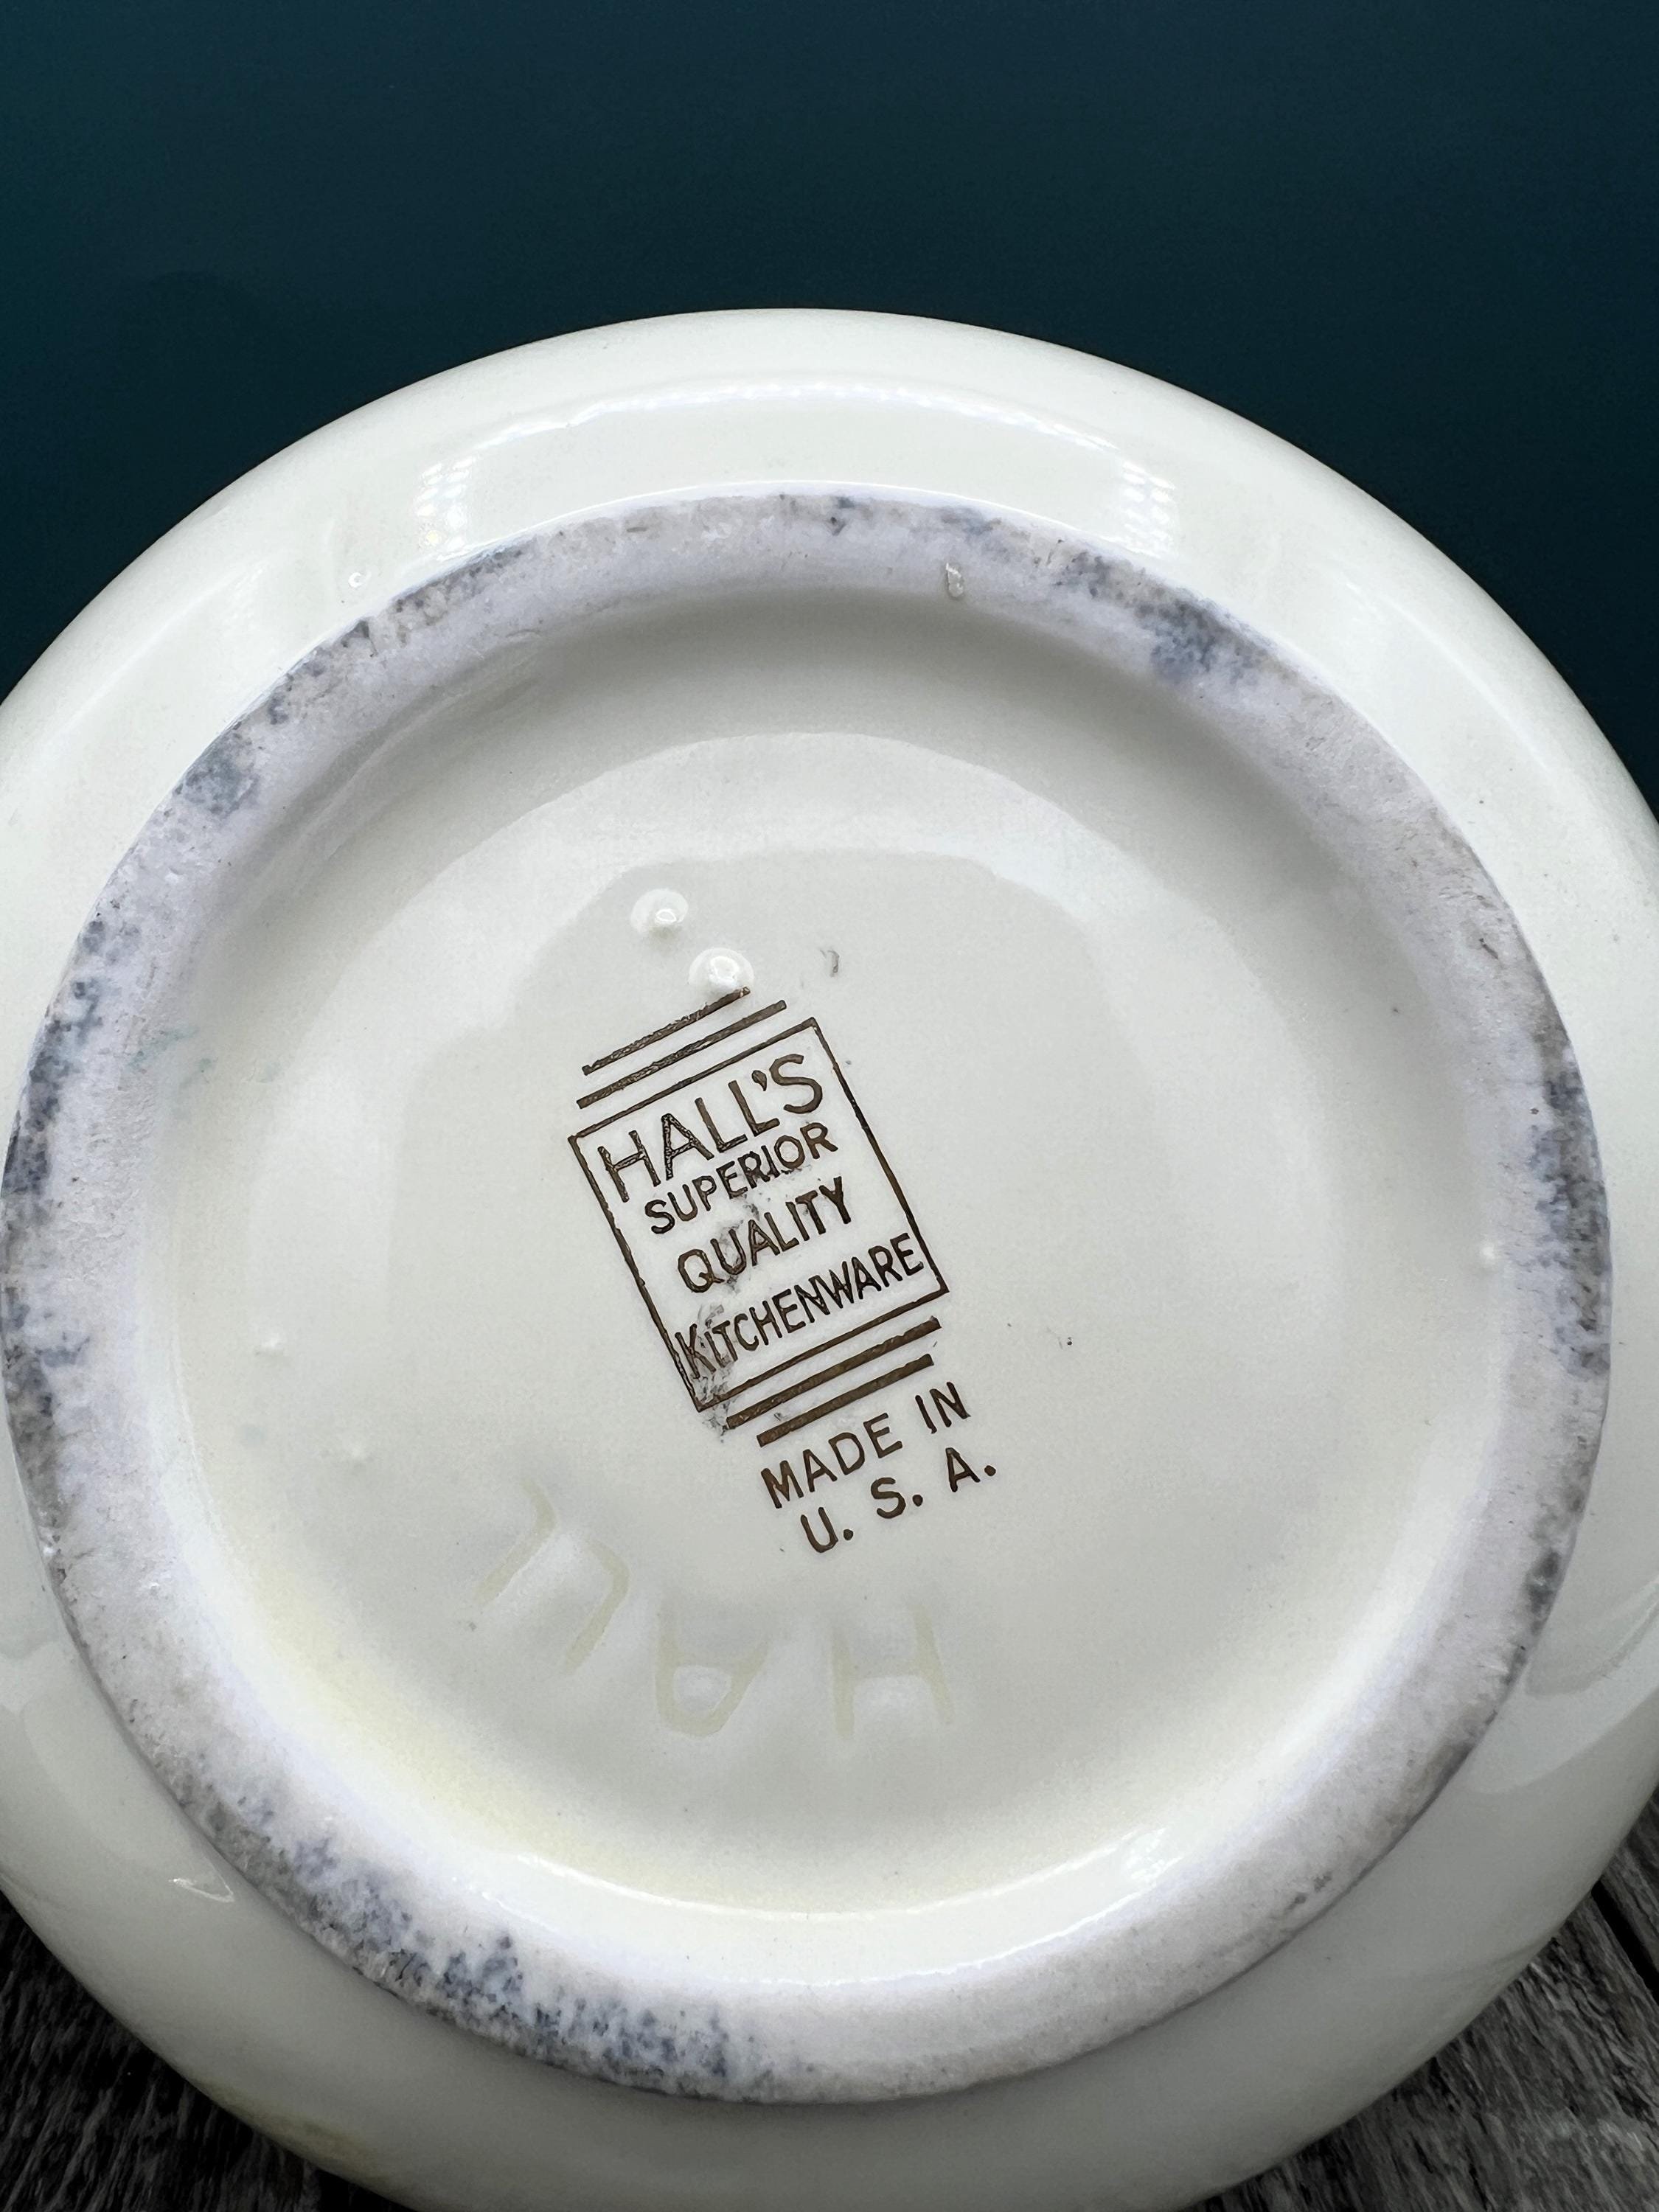 HALL'S
SUPERIOR
QUALITY
KITCHENWARE
MADE IN
U. S. A.
HALL